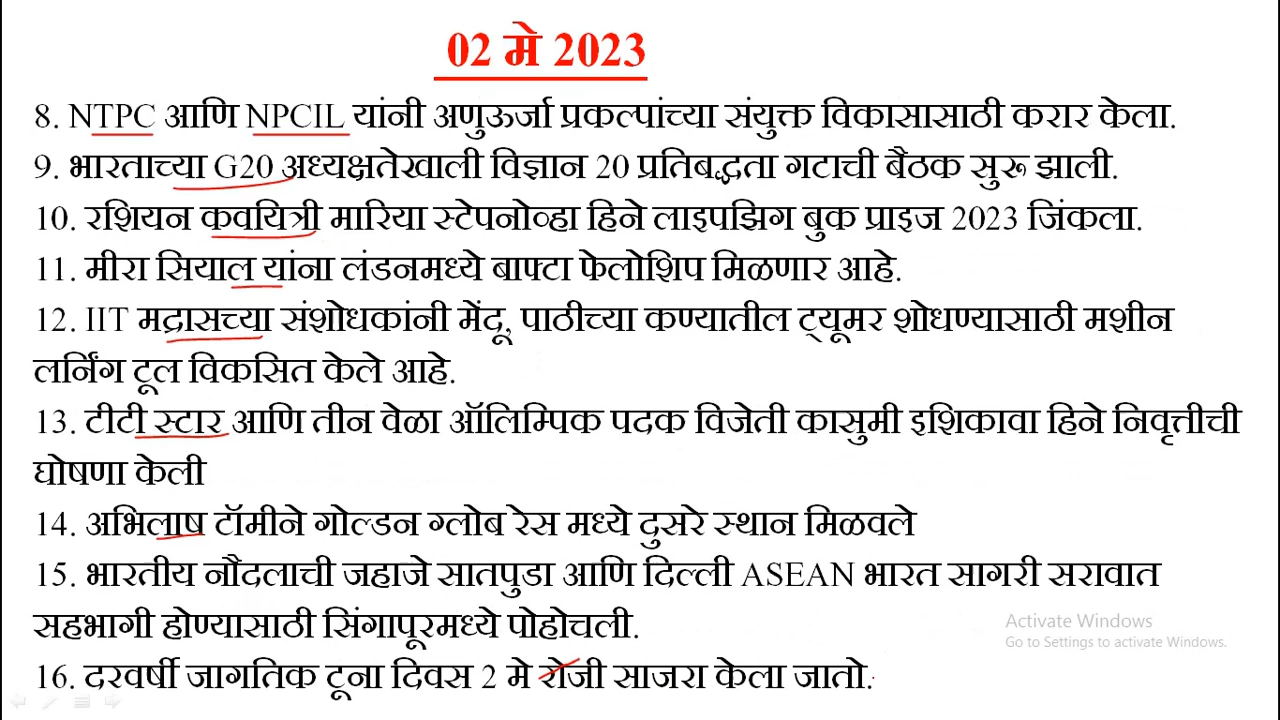 02 मे 2023
8. NTPC आणि NPCIL यांनी अणुऊर्जा प्रकल्पांच्या संयुक्त विकासासाठी करार केला.
9. भारताच्या G20 अध्यक्षतेखाली विज्ञान 20 प्रतिबद्धता गटाची बैठक सुरू झाली.
10. रशियन कवयित्री मारिया स्टेपनोव्हा हिने लाइपझिग बुक प्राइज 2023 जिंकला.
11. मीरा सियाल यांना लंडनमध्ये बाफ्टा फेलोशिप मिळणार आहे.
12. IIT मद्रासच्या संशोधकांनी मेंदू, पाठीच्या कण्यातील ट्यूमर शोधण्यासाठी मशीन
लर्निंग टूल विकसित केले आहे.
13. टीटी स्टार आणि तीन वेळा ऑलिम्पिक पदक विजेती कासुमी इशिकावा हिने निवृत्तीची
घोषणा केली
14. अभिलाष टॉमीने गोल्डन ग्लोब रेस मध्ये दुसरे स्थान मिळवले
15. भारतीय नौदलाची जहाजे सातपुडा आणि दिल्ली ASEAN भारत सागरी सरावात
सहभागी होण्यासाठी सिंगापूरमध्ये पोहोचली.
16. दरवर्षी जागतिक टूना दिवस 2 मे रोजी साजरा केला जातो.
Activate Windows
Go to Settings to activate Windows.